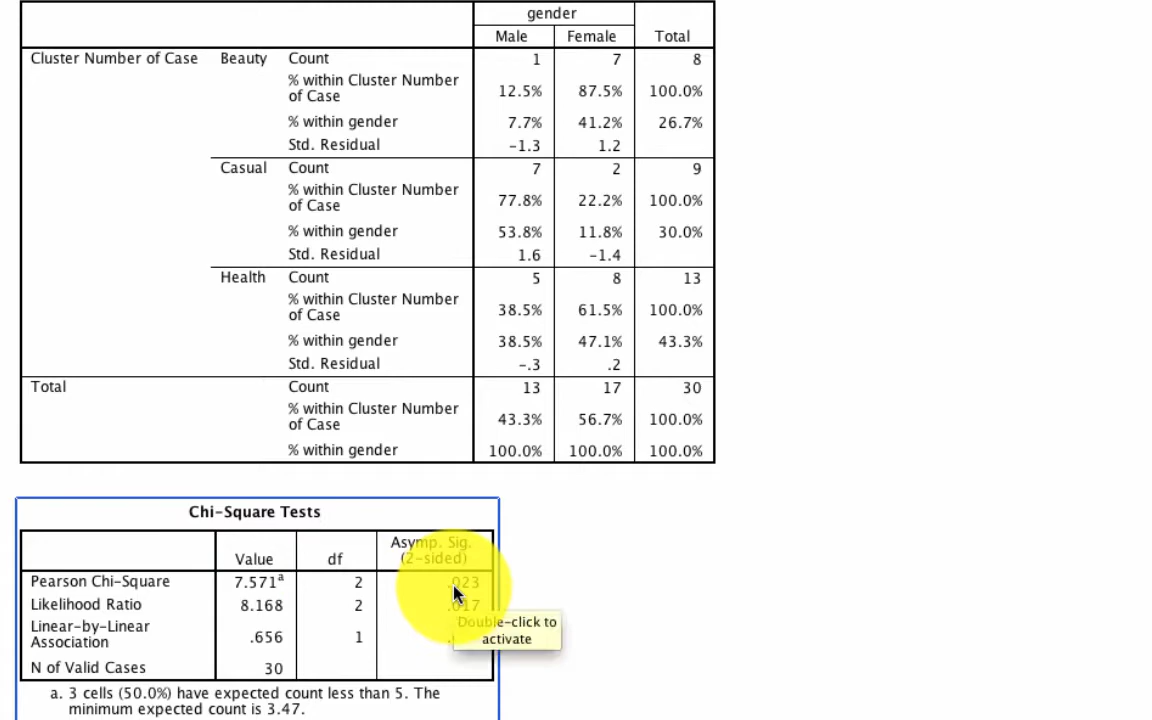 gender
Male Female Total
Cluster Number of Case Beauty Count 1 7 8
% within Cluster Number
of Case 12.5% 87.5% 100.0%
% within gender 7.7% 41.2% 26.7%
Std. Residual -1.3 1.2
Casual Count 7 2 9
% within Cluster Number
of Case 77.8% 22.2% 100.0%
% within gender 53.8% 11.8% 30.0%
Std. Residual 1.6 -1.4
Health Count 5 8 13
% within Cluster Number
of Case 38.5% 61.5% 100.0%
% within gender 38.5% 47.1% 43.3%
Std. Residual -.3 .2
Total Count 13 17 30
% within Cluster Number
of Case 43.3% 56.7% 100.0%
% within gender 100.0% 100.0% 100.0%
Chi-Square Tests
Asymp. Sig.
Value df (2-sided)
Pearson Chi-Square 7.571a 2 .023
Likelihood Ratio 8.168 2 .017
Linear-by-Linear
Association .656 1
Double-click to
activate
N of Valid Cases 30
a. 3 cells (50.0%) have expected count less than 5. The
minimum expected count is 3.47.